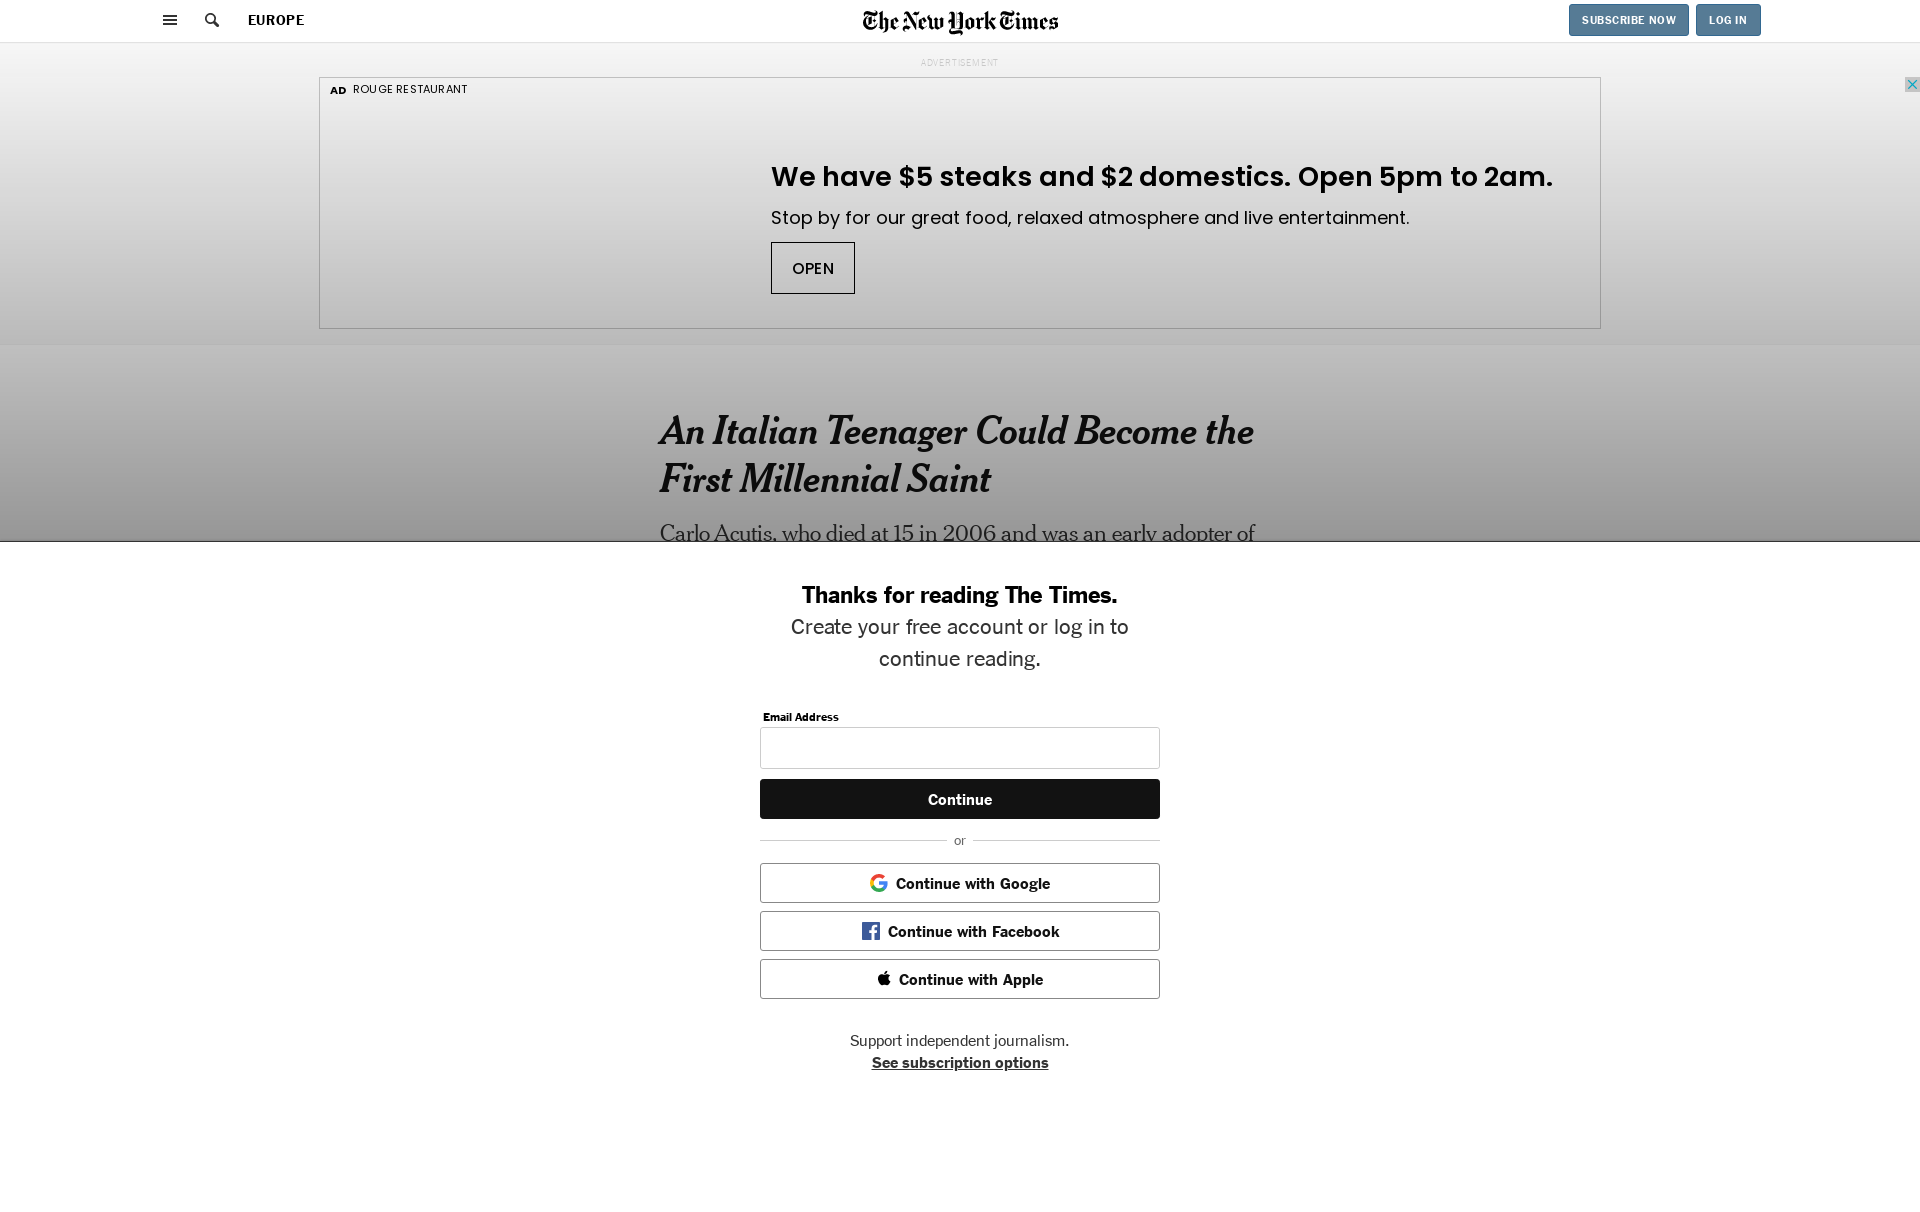 EUROPE
The New York Times
SUBSCRIBE NOW
LOG IN
ADVERTISEMENT
AD ROUGE RESTAURANT
We have $5 steaks and $2 domestics. Open 5pm to 2am.
Stop by for our great food, relaxed atmosphere and live entertainment.
OPEN
An Italian Teenager Could Become the
First Millennial Saint
Carlo Acutis, who died at 15 in 2006 and was an early adopter of
Thanks for reading The Times.
Create your free account or log in to
continue reading.
Email Address
Continue
or
Continue with Google
Continue with Facebook
Continue with Apple
Support independent journalism.
See subscription options